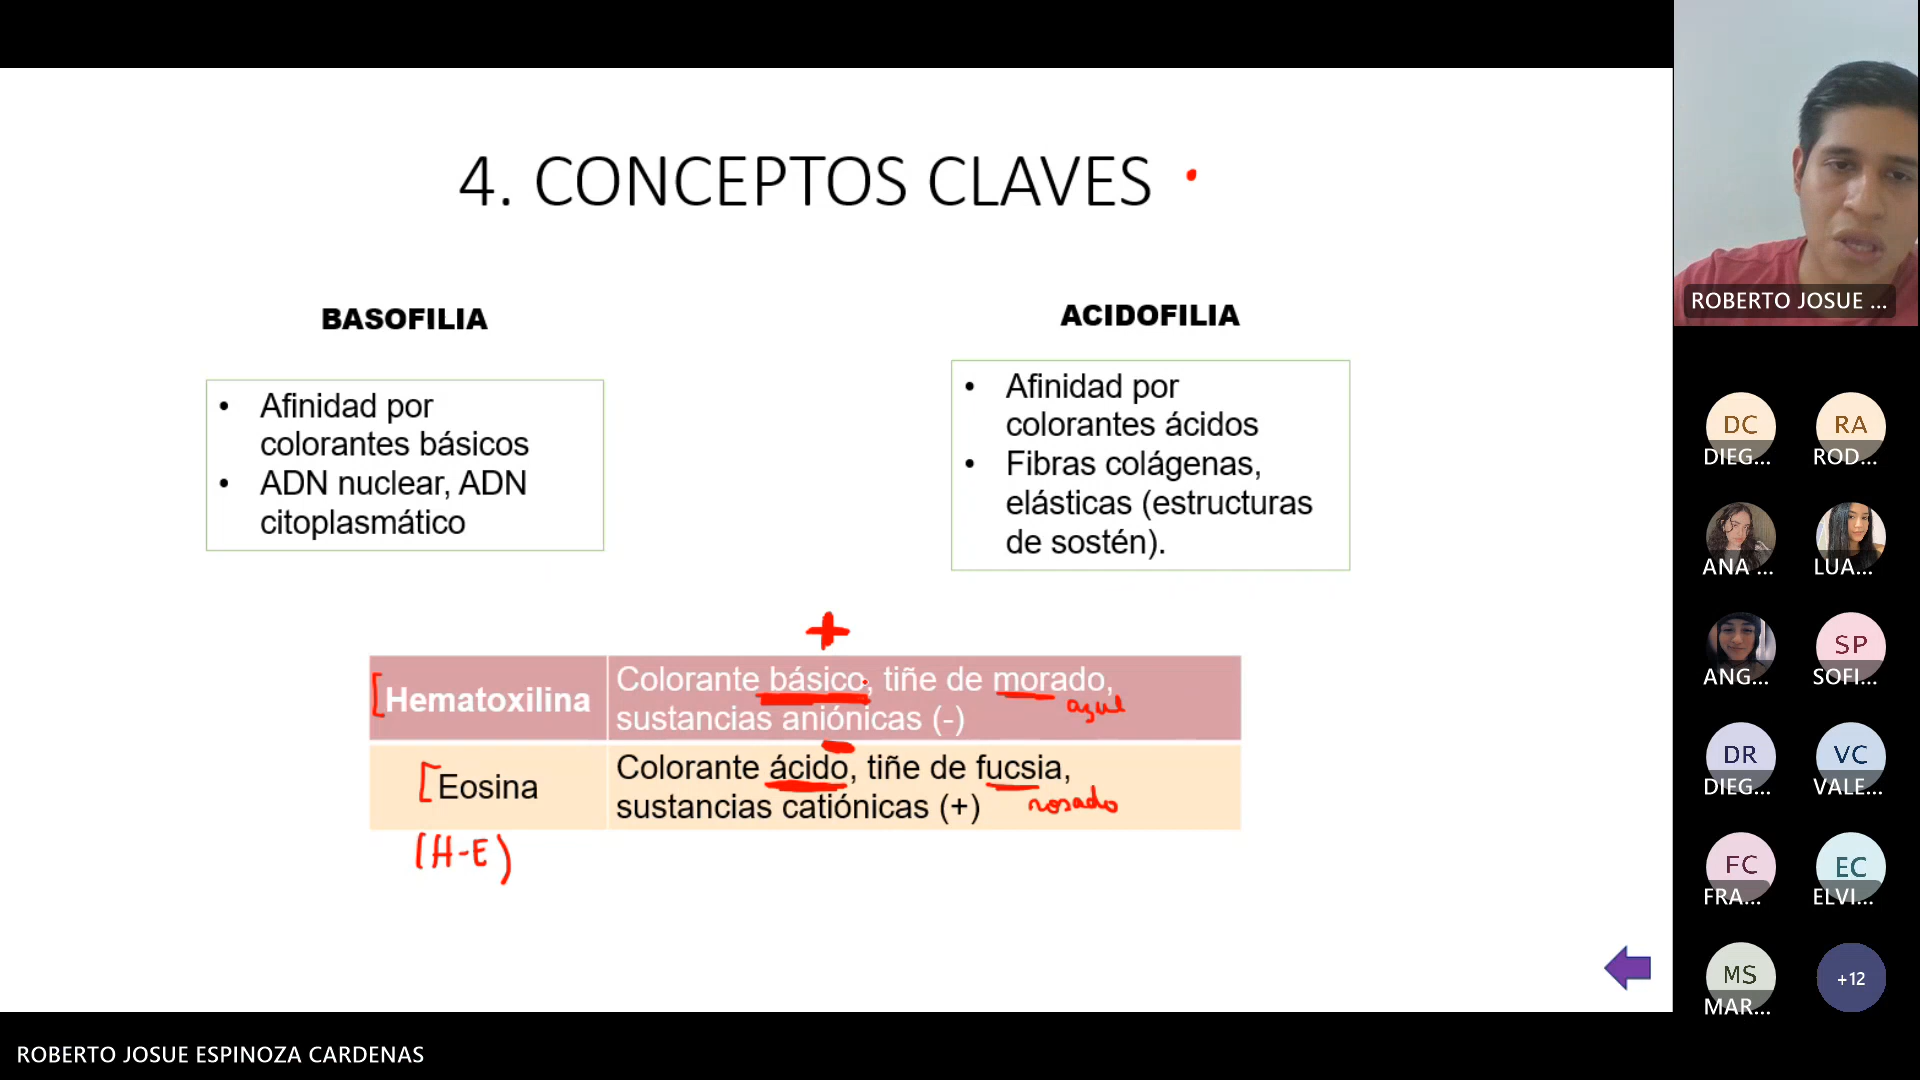 4. CONCEPTOS CLAVES
BASOFILIA
• Afinidad por
colorantes básicos
• ADN nuclear, ADN
citoplasmático
ACIDOFILIA
• Afinidad por
colorantes ácidos
• Fibras colágenas,
elásticas (estructuras
de sostén).
+
Hematoxilina
Colorante básico, tiñe de morado,
azul
sustancias aniónicas (-)
-
Eosina
Colorante ácido, tiñe de fucsia,
sustancias catiónicas (+)
rosado
(H-E)
ROBERTO JOSUE ...
DC
DIEG...
RA
ROD...
ANA ...
LUA...
ANG...
SP
SOFI...
DR
DIEG...
VC
VALE...
FC
FRA...
EC
ELVI...
MS
MAR...
+12
ROBERTO JOSUE ESPINOZA CARDENAS